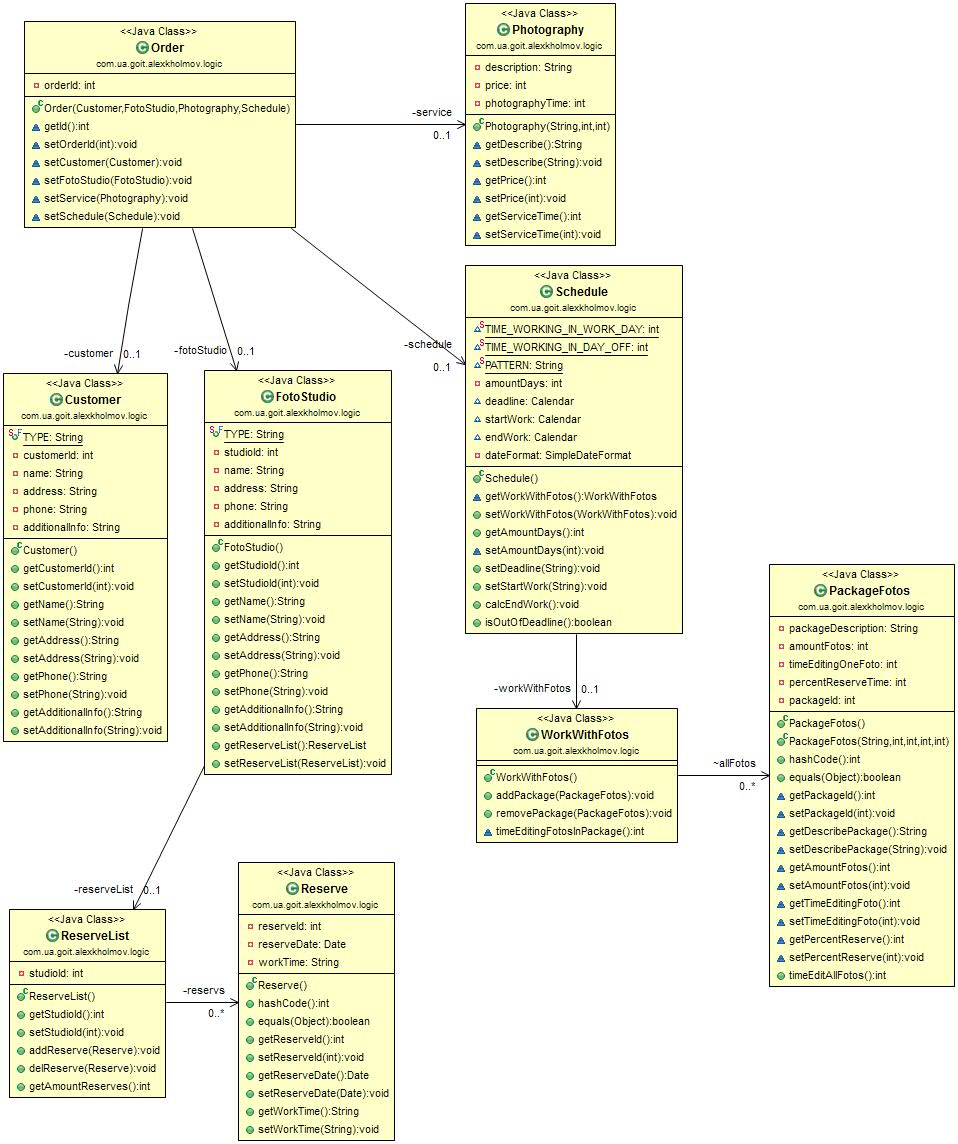 <<Java Class>>
Order
com.ua.goit.alexkholmov.logic
orderId: int
Order(Customer,FotoStudio,Photography,Schedule)
getId():int
setOrderId(int):void
setCustomer(Customer):void
setFotoStudio(FotoStudio):void
setService(Photography):void
setSchedule(Schedule):void
-service
0..1
<<Java Class>>
Photography
com.ua.goit.alexkholmov.logic
description: String
price: int
photographyTime: int
Photography(String,int,int)
getDescribe():String
setDescribe(String):void
getPrice():int
setPrice(int):void
getServiceTime():int
setServiceTime(int):void
-customer
0..1
-fotoStudio
0..1
-schedule
0..1
<<Java Class>>
Schedule
com.ua.goit.alexkholmov.logic
TIME_WORKING_IN_WORK_DAY: int
TIME_WORKING_IN_DAY_OFF: int
PATTERN: String
amountDays: int
deadline: Calendar
startWork: Calendar
endWork: Calendar
dateFormat: SimpleDateFormat
Schedule()
getWorkWithFotos():WorkWithFotos
setWorkWithFotos(WorkWithFotos):void
getAmountDays():int
setAmountDays(int):void
setDeadline(String):void
setStartWork(String):void
calcEndWork():void
isOutOfDeadline():boolean
<<Java Class>>
Customer
com.ua.goit.alexkholmov.logic
TYPE: String
customerId: int
name: String
address: String
phone: String
additionalInfo: String
Customer()
getCustomerId():int
setCustomerId(int):void
getName():String
setName(String):void
getAddress():String
setAddress(String):void
getPhone():String
setPhone(String):void
getAdditionalInfo():String
setAdditionalInfo(String):void
<<Java Class>>
FotoStudio
com.ua.goit.alexkholmov.logic
TYPE: String
studioId: int
name: String
address: String
phone: String
additionalInfo: String
FotoStudio()
getStudioId():int
setStudioId(int):void
getName():String
setName(String):void
getAddress():String
setAddress(String):void
getPhone():String
setPhone(String):void
getAdditionalInfo():String
setAdditionalInfo(String):void
getReserveList():ReserveList
setReserveList(ReserveList):void
-workWithFotos
0..1
<<Java Class>>
WorkWithFotos
com.ua.goit.alexkholmov.logic
WorkWithFotos()
addPackage(PackageFotos):void
removePackage(PackageFotos):void
timeEditingFotosInPackage():int
~allFotos
0..*
<<Java Class>>
PackageFotos
com.ua.goit.alexkholmov.logic
packageDescription: String
amountFotos: int
timeEditingOneFoto: int
percentReserveTime: int
packageId: int
PackageFotos()
PackageFotos(String,int,int,int,int)
hashCode():int
equals(Object):boolean
getPackageId():int
setPackageId(int):void
getDescribePackage():String
setDescribePackage(String):void
getAmountFotos():int
setAmountFotos(int):void
getTimeEditingFoto():int
setTimeEditingFoto(int):void
getPercentReserve():int
setPercentReserve(int):void
timeEditAllFotos():int
-reserveList
0..1
<<Java Class>>
ReserveList
com.ua.goit.alexkholmov.logic
studioId: int
ReserveList()
getStudioId():int
setStudioId(int):void
addReserve(Reserve):void
delReserve(Reserve):void
getAmountReserves():int
-reservs
0..*
<<Java Class>>
Reserve
com.ua.goit.alexkholmov.logic
reserveId: int
reserveDate: Date
workTime: String
Reserve()
hashCode():int
equals(Object):boolean
getReserveId():int
setReserveId(int):void
getReserveDate():Date
setReserveDate(Date):void
getWorkTime():String
setWorkTime(String):void